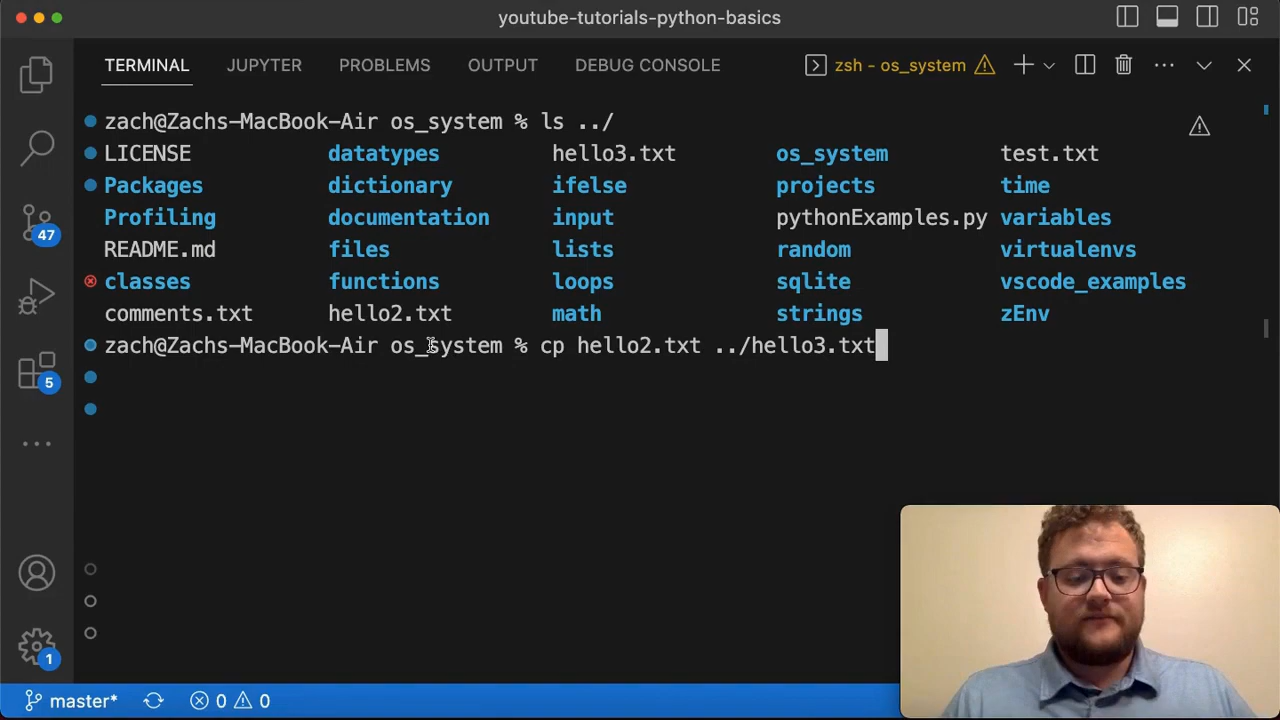 youtube-tutorials-python-basics
TERMINAL JUPYTER PROBLEMS OUTPUT DEBUG CONSOLE zsh - os_system
zach@Zachs-MacBook-Air os_system % ls ../
LICENSE datatypes hello3.txt os_system test.txt
Packages dictionary ifelse projects time
Profiling documentation input pythonExamples.py variables
README.md files lists random virtualenvs
classes functions loops sqlite vscode_examples
comments.txt hello2.txt math strings zEnv
zach@Zachs-MacBook-Air os_system % cp hello2.txt ../hello3.txt
47
5
1
master* 0 0